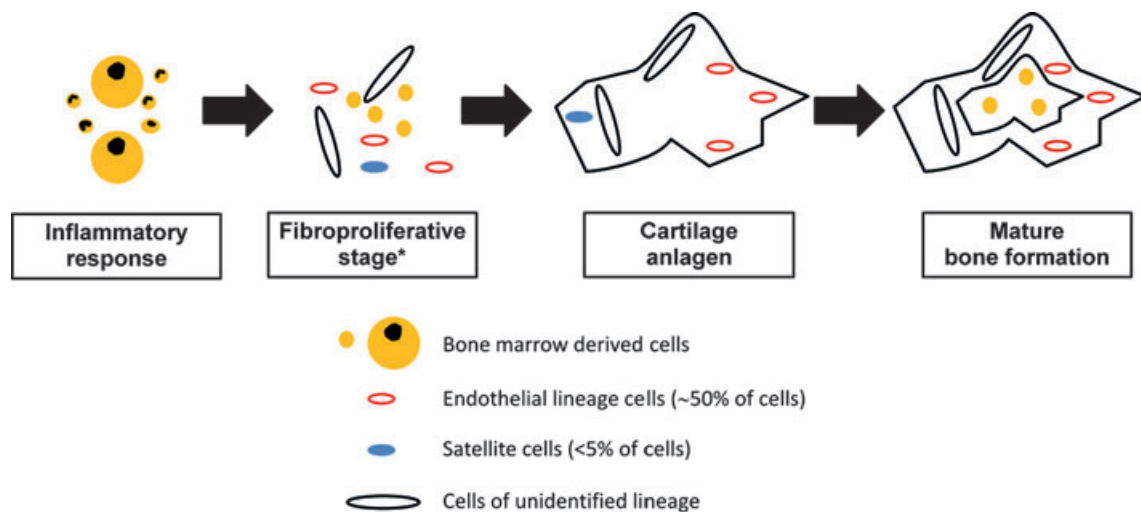 Inflammatory
response
Fibroproliferative
stage*
Cartilage
anlagen
Mature
bone formation
Bone marrow derived cells
Endothelial lineage cells (~50% of cells)
Satellite cells (<5% of cells)
Cells of unidentified lineage